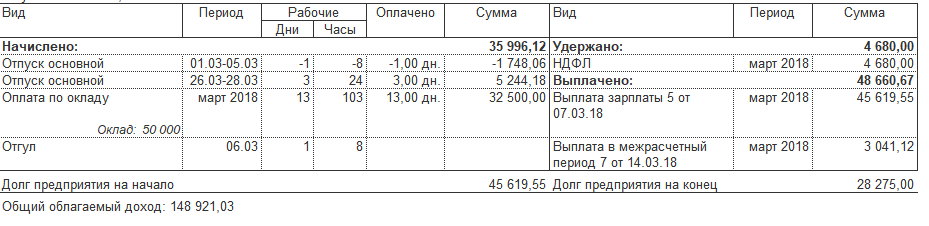 Вид Период Рабочие Оплачено Сумма Вид Период Сумма
Дни Часы
Начислено: 35 996,12 Удержано: 4 680,00
Отпуск основной 01.03-05.03 -1 -8 -1,00 дн. -1 748,06 НДФЛ март 2018 4 680,00
Отпуск основной 26.03-28.03 3 24 3,00 дн. 5 244,18 Выплачено: 48 660,67
Оплата по окладу март 2018 13 103 13,00 дн. 32 500,00 Выплата зарплаты 5 от март 2018 45 619,55
07.03.18
Оклад: 50 000
Отгул 06.03 1 8 Выплата в межрасчетный март 2018 3 041,12
период 7 от 14.03.18
Долг предприятия на начало 45 619,55 Долг предприятия на конец 28 275,00
Общий облагаемый доход: 148 921,03